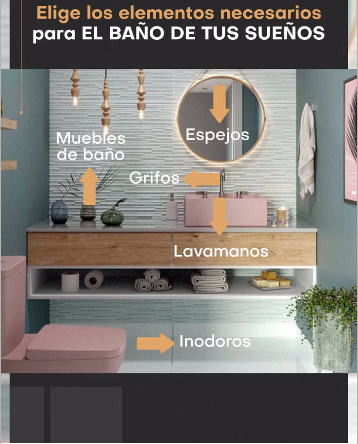 Elige los elementos necesarios
para EL BAÑO DE TUS SUEÑOS
Espejos
Muebles
de baño
Grifos
Lavamanos
Inodoros